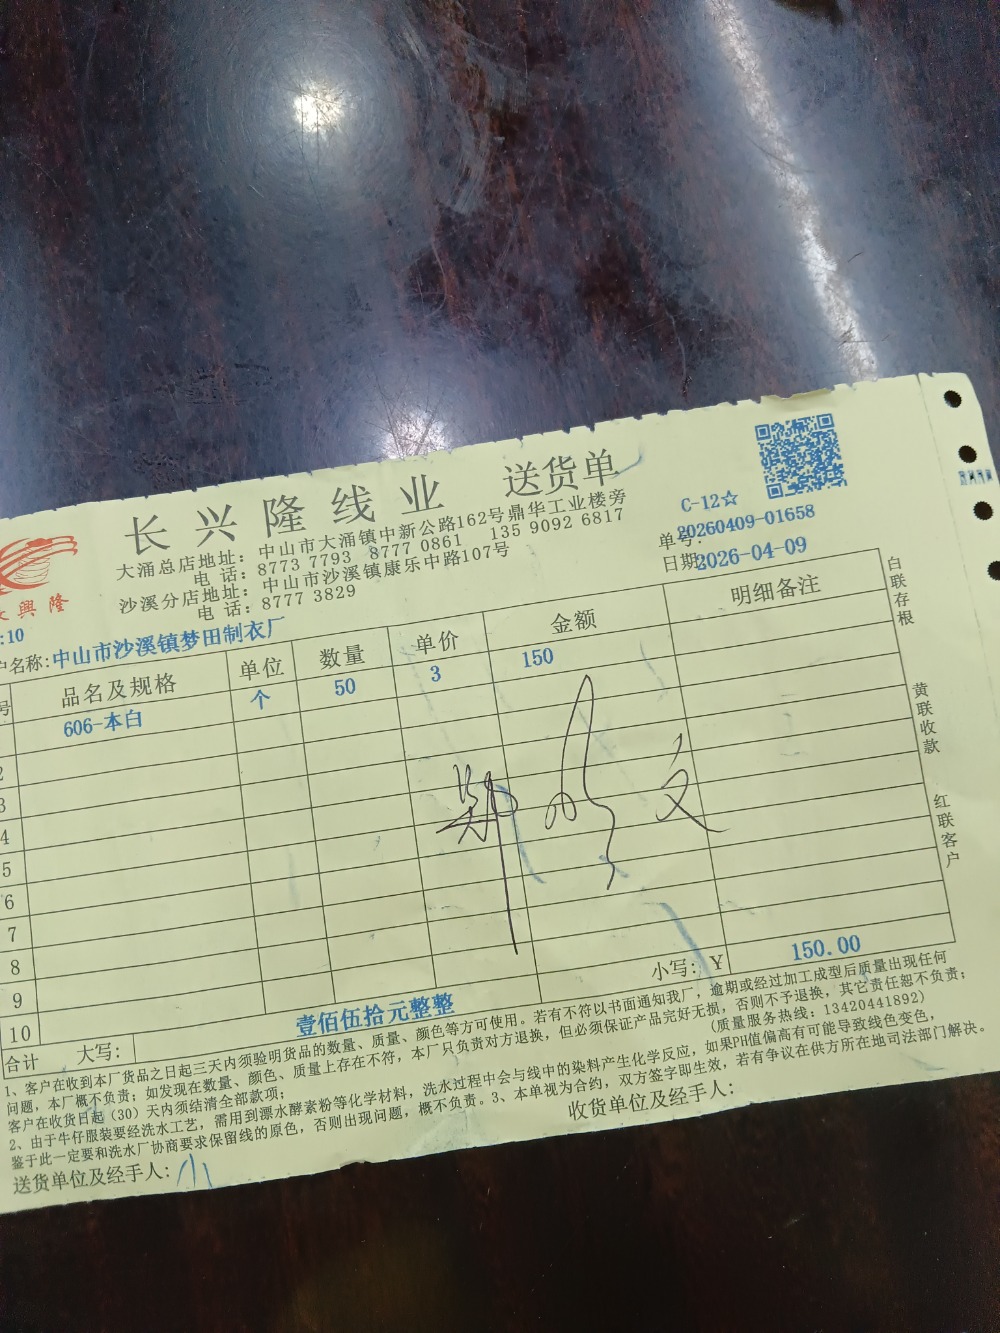 长兴隆线业 送货单
C-12☆
大涌总店地址：中山市大涌镇中新公路162号鼎华工业楼旁
电 话：8773 7793 8777 0861 135 9092 6817
沙溪分店地址：中山市沙溪镇康乐中路107号
电 话：8777 3829
单号：20260409-01658
日期：2026-04-09
興隆
:10
户名称:中山市沙溪镇梦田制衣厂
号 品名及规格 单位 数量 单价 金额 明细备注
606-本白 个 50 3 150
2
3
4
5
6
7
8
9
10
郑 文
白联存根
黄联收款
红联客户
合计 大写： 壹佰伍拾元整整 小写：Y 150.00
1、客户在收到本厂货品之日起三天内须验明货品的数量、质量、颜色等方可使用。若有不符以书面通知我厂，逾期或经过加工成型后质量出现任何
问题，本厂概不负责；如发现在数量、颜色、质量上存在不符，本厂只负责对方退换，但必须保证产品完好无损，否则不予退换，其它责任恕不负责；
客户在收货日起（30）天内须结清全部款项； （质量服务热线：13420441892）
2、由于牛仔服装要经洗水工艺，需用到漂水酵素粉等化学材料，洗水过程中会与线中的染料产生化学反应，如果PH值偏高有可能导致线色变色，
鉴于此一定要和洗水厂协商要求保留线的原色，否则出现问题，概不负责。3、本单视为合约，双方签字即生效，若有争议在供方所在地司法部门解决。
送货单位及经手人： 小 收货单位及经手人：